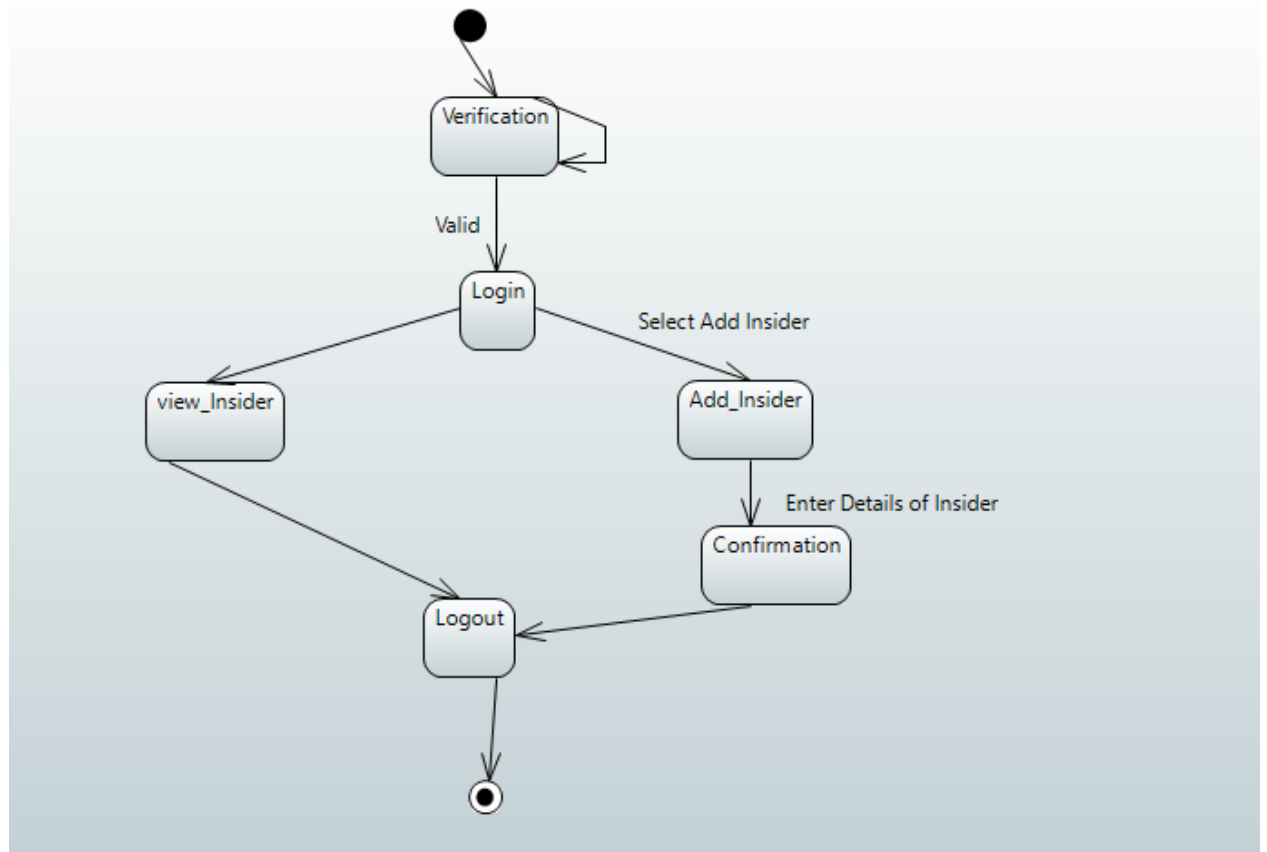 Verification
Valid
Login
Select Add Insider
view_Insider
Add_Insider
Enter Details of Insider
Confirmation
Logout